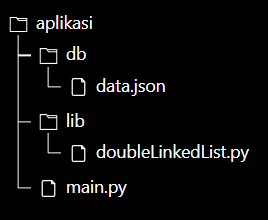 aplikasi
db
data.json
lib
doubleLinkedList.py
main.py